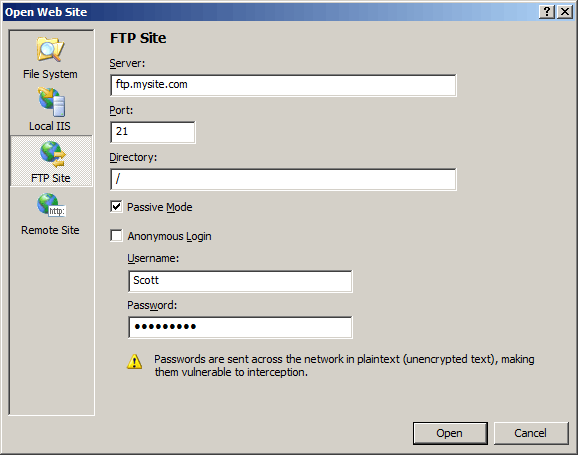 Open Web Site
File System
Local IIS
FTP Site
http:
Remote Site
FTP Site
Server:
ftp.mysite.com
Port:
21
Directory:
/
Passive Mode
Anonymous Login
Username:
Scott
Password:
•••••••••
Passwords are sent across the network in plaintext (unencrypted text), making
them vulnerable to interception.
Open
Cancel